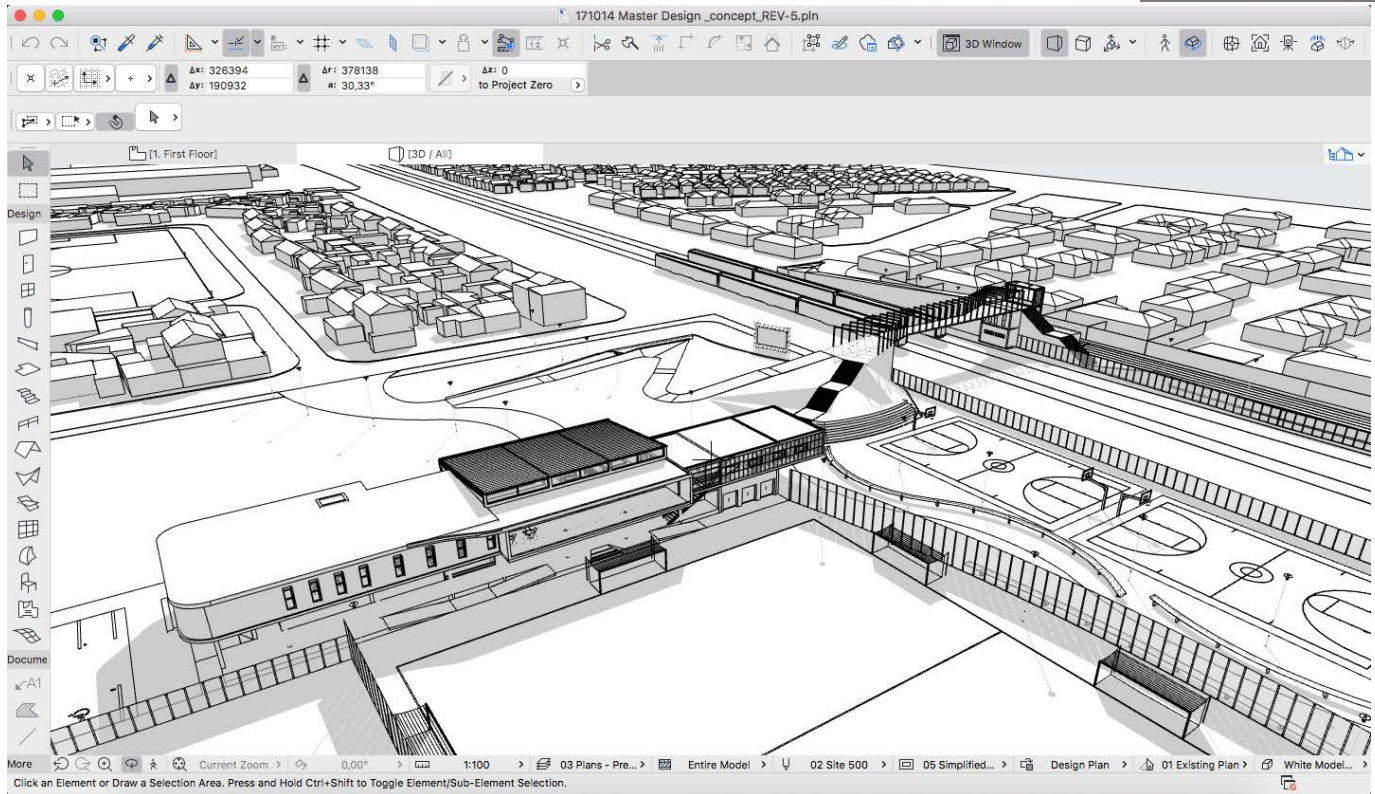 171014 Master Design _concept_REV-5.pln
3D Window
Δx: 326394
Δy: 190932
Δr: 378138
a: 30,33°
Δz: 0
to Project Zero
[1. First Floor]
[3D / All]
Design
Docume
A1
More
Current Zoom
0,00°
1:100
03 Plans - Pre...
Entire Model
02 Site 500
05 Simplified...
Design Plan
01 Existing Plan
White Model...
Click an Element or Draw a Selection Area. Press and Hold Ctrl+Shift to Toggle Element/Sub-Element Selection.